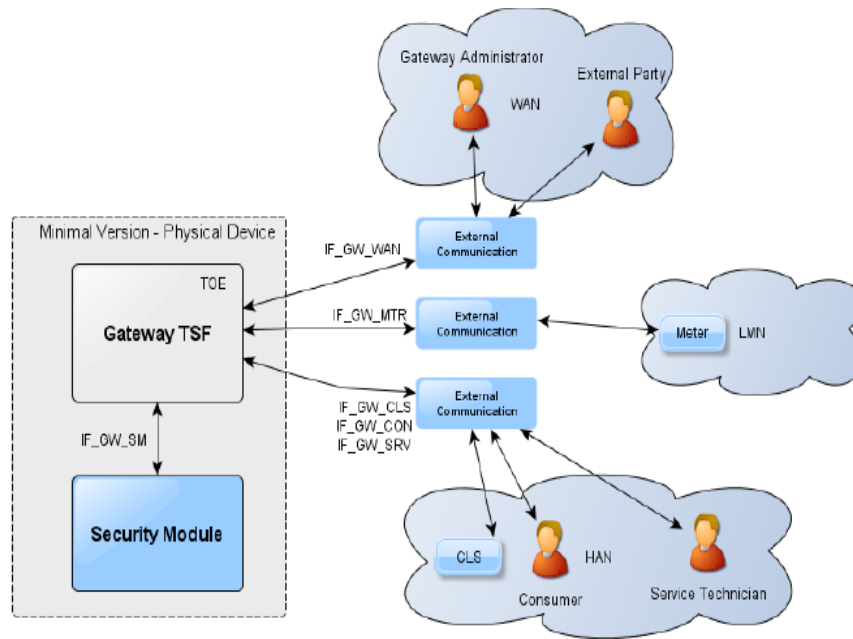 Gateway Administrator
External Party
WAN
Minimal Version - Physical Device
TOE
Gateway TSF
IF_GW_SM
Security Module
IF_GW_WAN
External
Communication
IF_GW_MTR
External
Communication
Meter
LMN
External
Communication
IF_GW_CLS
IF_GW_CON
IF_GW_SRV
CLS
HAN
Consumer
Service Technician